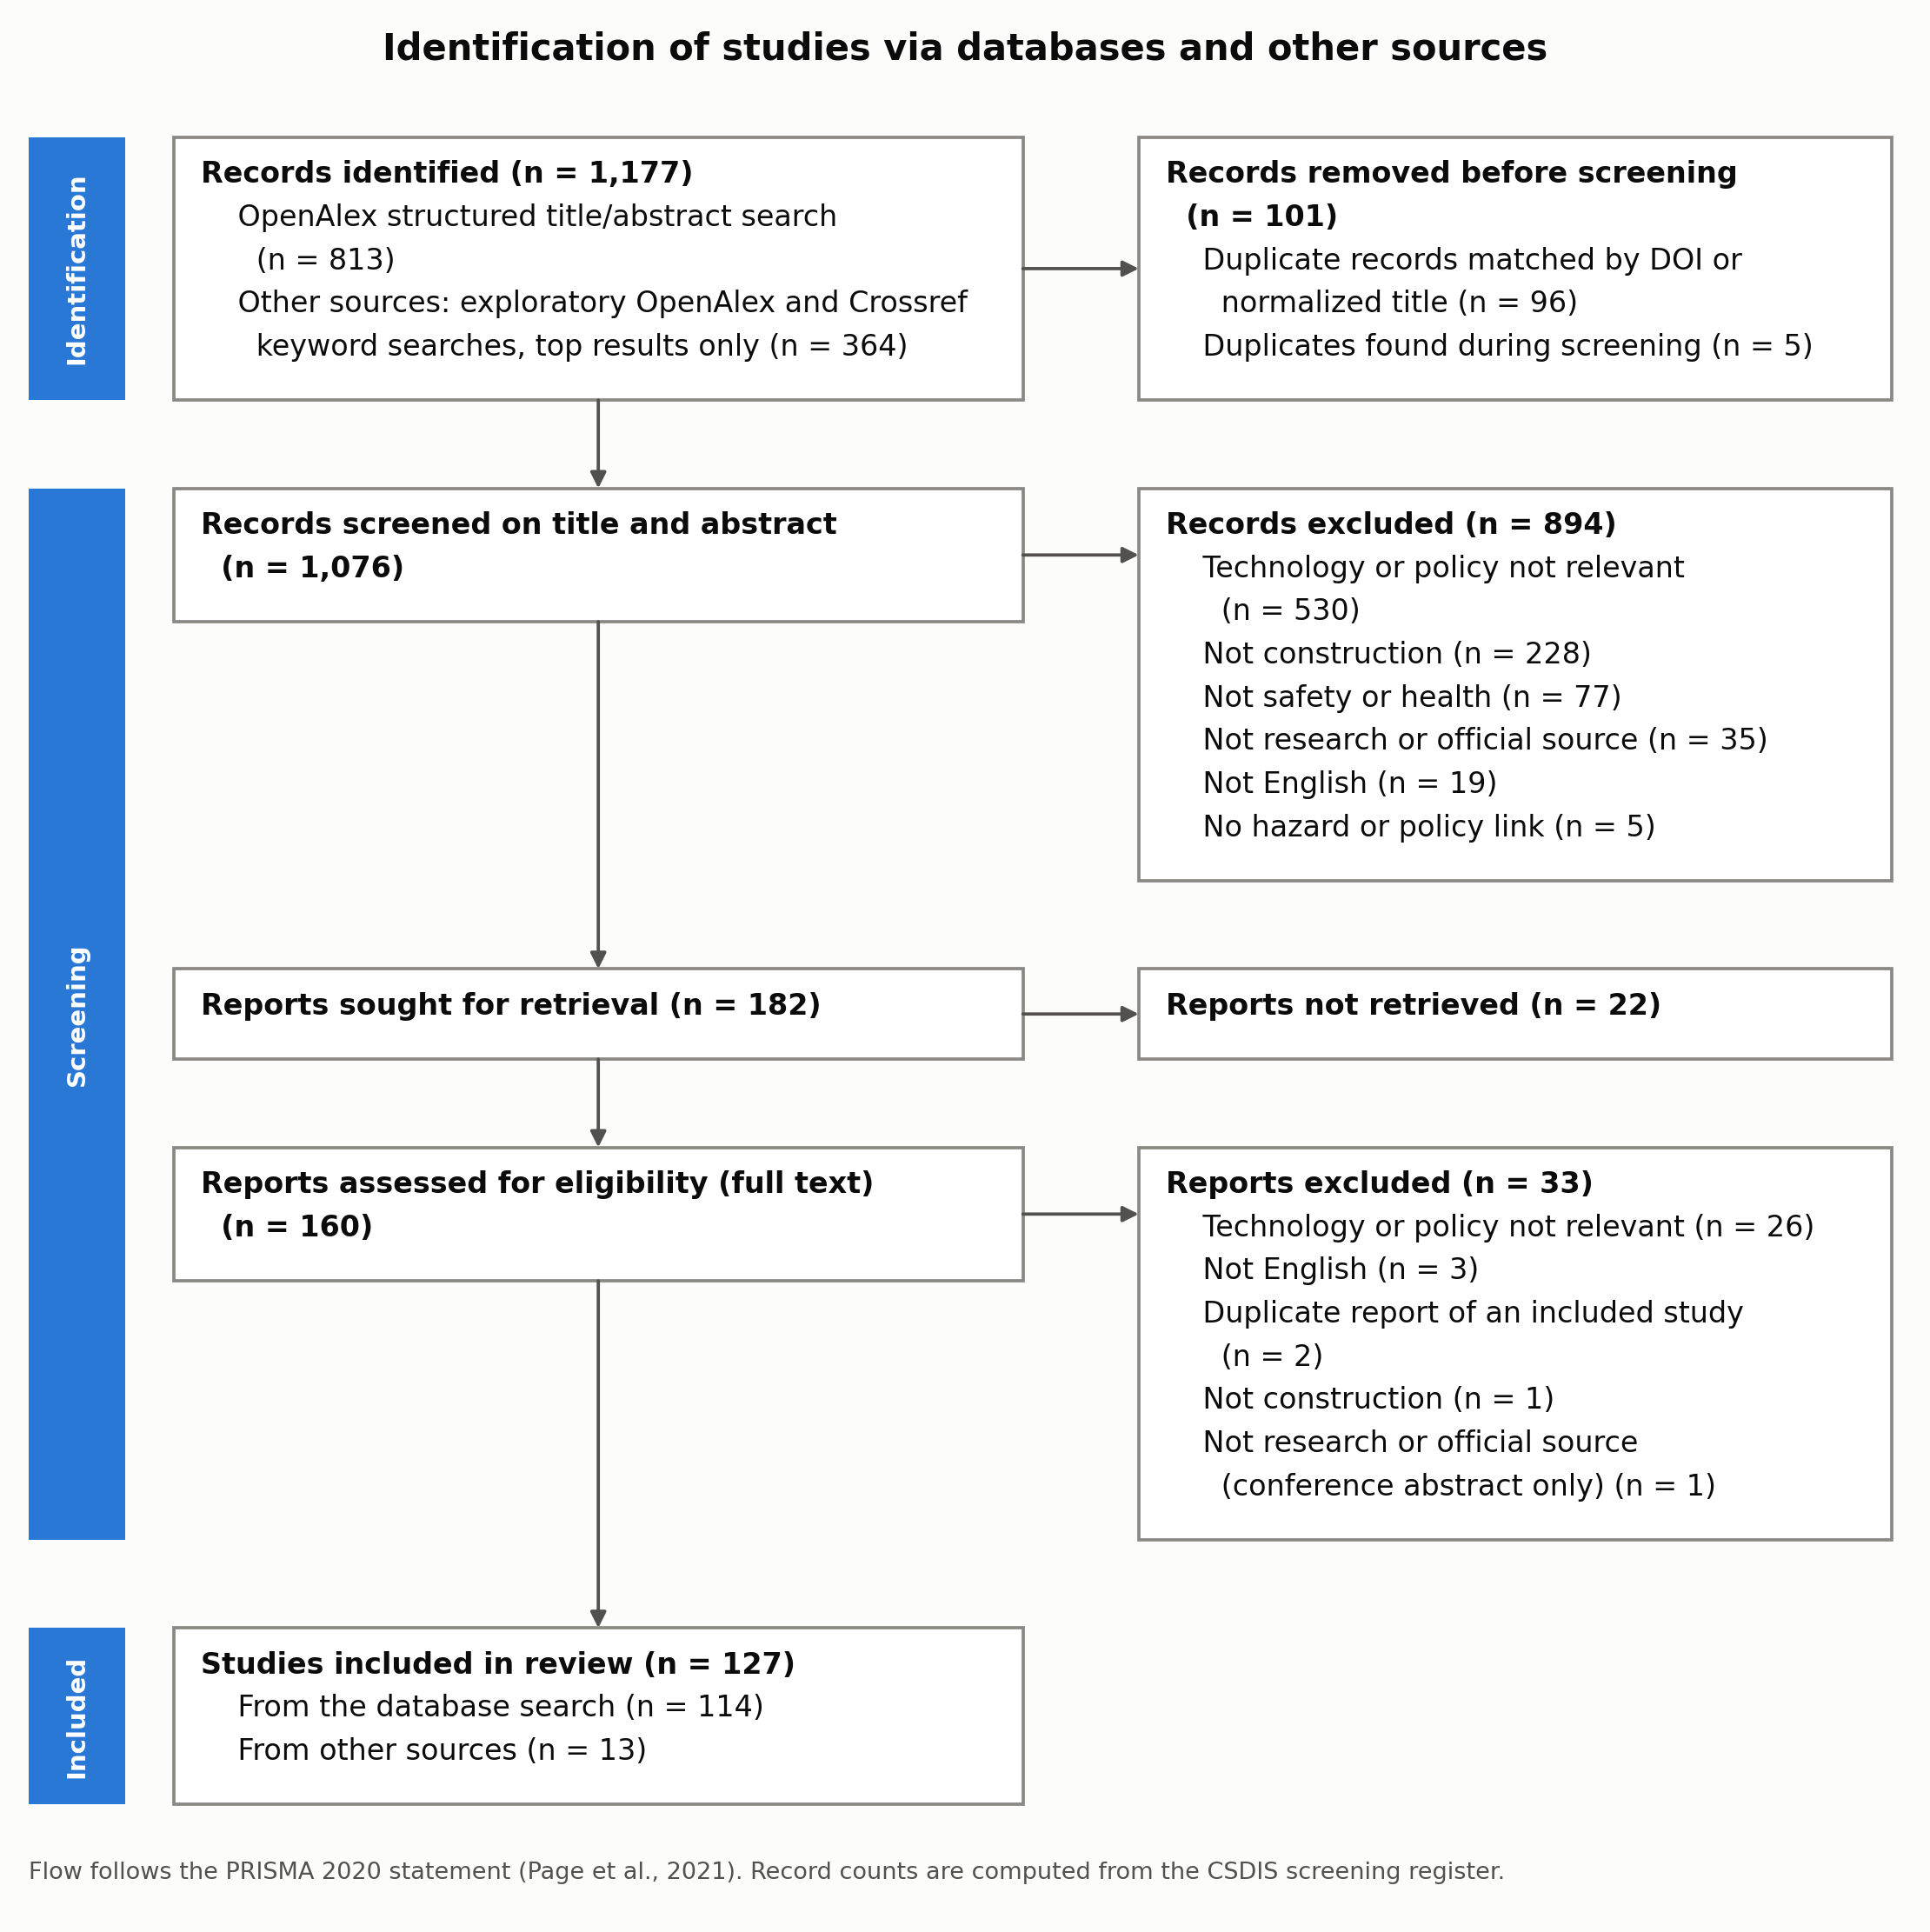 Identification of studies via databases and other sources
Identification
Records identified (n = 1,177)
OpenAlex structured title/abstract search
(n = 813)
Other sources: exploratory OpenAlex and Crossref
keyword searches, top results only (n = 364)
Records removed before screening
(n = 101)
Duplicate records matched by DOI or
normalized title (n = 96)
Duplicates found during screening (n = 5)
Screening
Records screened on title and abstract
(n = 1,076)
Records excluded (n = 894)
Technology or policy not relevant
(n = 530)
Not construction (n = 228)
Not safety or health (n = 77)
Not research or official source (n = 35)
Not English (n = 19)
No hazard or policy link (n = 5)
Reports sought for retrieval (n = 182)
Reports not retrieved (n = 22)
Reports assessed for eligibility (full text)
(n = 160)
Reports excluded (n = 33)
Technology or policy not relevant (n = 26)
Not English (n = 3)
Duplicate report of an included study
(n = 2)
Not construction (n = 1)
Not research or official source
(conference abstract only) (n = 1)
Included
Studies included in review (n = 127)
From the database search (n = 114)
From other sources (n = 13)
Flow follows the PRISMA 2020 statement (Page et al., 2021). Record counts are computed from the CSDIS screening register.